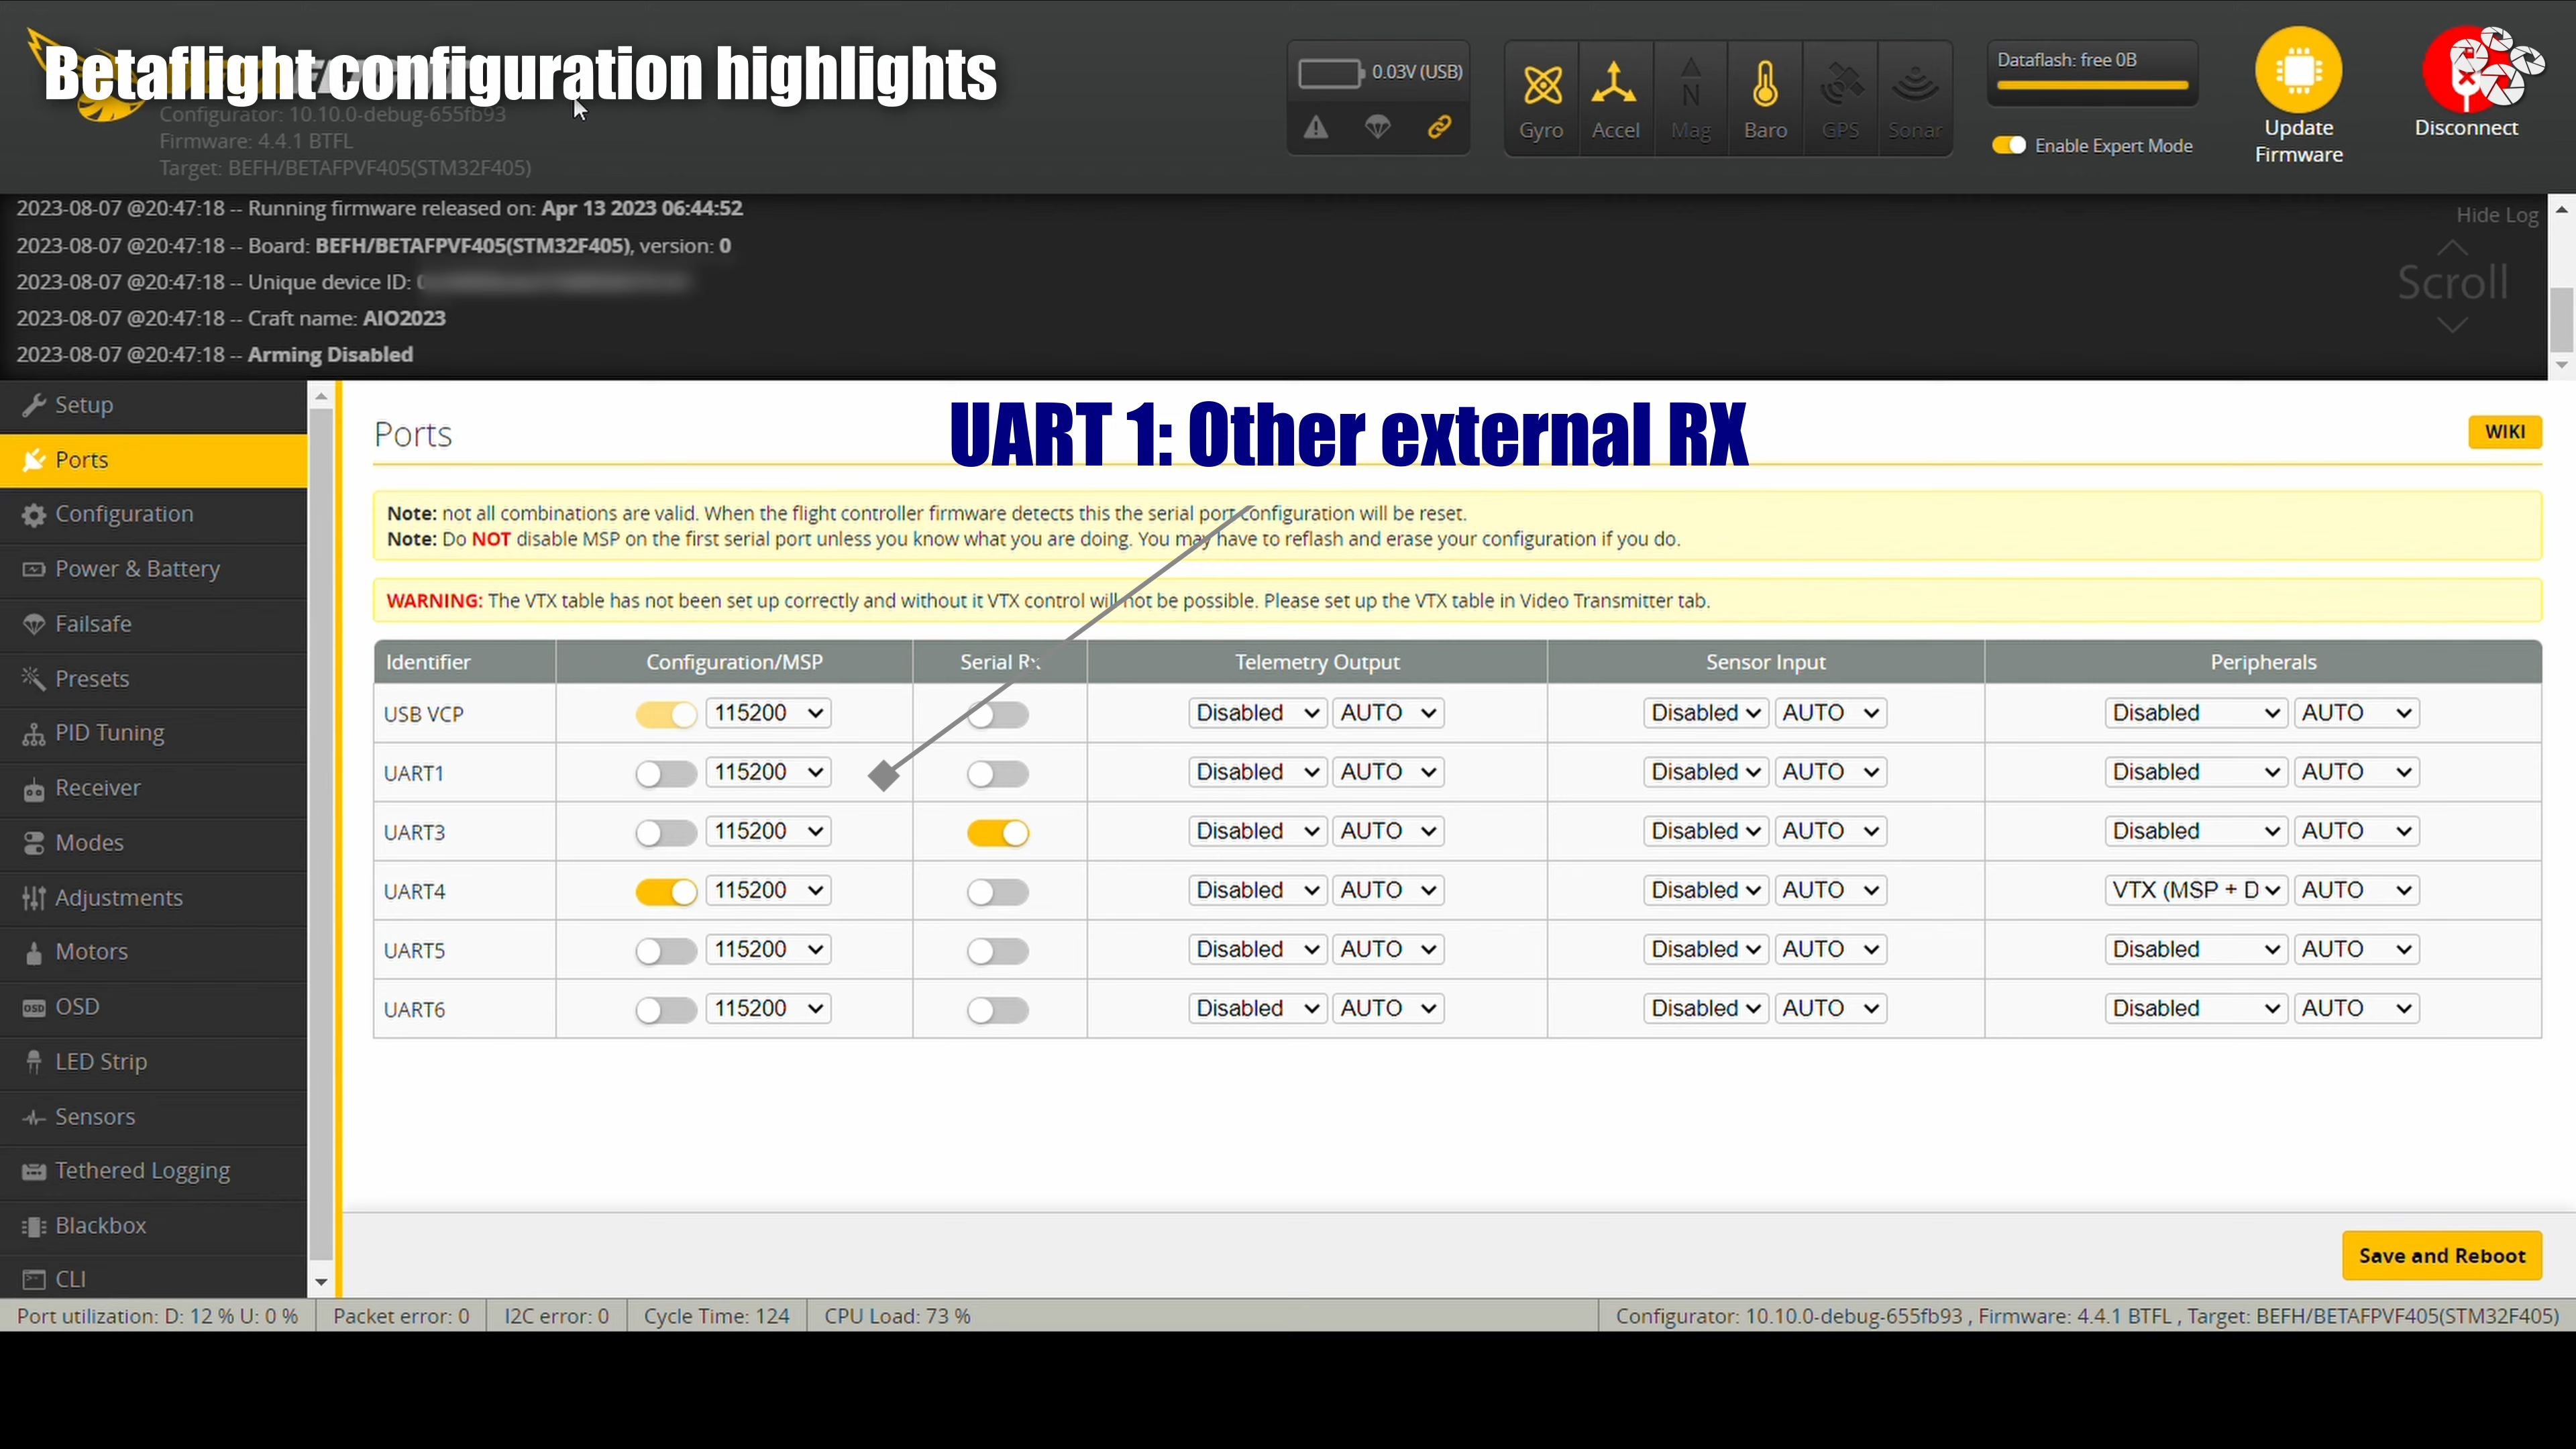 Betaflight configuration highlights
Configurator: 10.10.0-debug-655fb93
Firmware: 4.4.1 BTFL
Target: BEFH/BETAFPVF405(STM32F405)
0.03V (USB)
Gyro
Accel
N
Mag
Baro
GPS
Sonar
Dataflash: free 0B
Enable Expert Mode
Update Firmware
Disconnect
2023-08-07 @20:47:18 -- Running firmware released on: Apr 13 2023 06:44:52
2023-08-07 @20:47:18 -- Board: BEFH/BETAFPVF405(STM32F405), version: 0
2023-08-07 @20:47:18 -- Unique device ID:
2023-08-07 @20:47:18 -- Craft name: AIO2023
2023-08-07 @20:47:18 -- Arming Disabled
Hide Log
Scroll
Setup
Ports
Configuration
Power & Battery
Failsafe
Presets
PID Tuning
Receiver
Modes
Adjustments
Motors
OSD OSD
LED Strip
Sensors
Tethered Logging
Blackbox
CLI
Ports
UART 1: Other external RX
WIKI
Note: not all combinations are valid. When the flight controller firmware detects this the serial port configuration will be reset.
Note: Do NOT disable MSP on the first serial port unless you know what you are doing. You may have to reflash and erase your configuration if you do.
WARNING: The VTX table has not been set up correctly and without it VTX control will not be possible. Please set up the VTX table in Video Transmitter tab.
Identifier Configuration/MSP Serial Rx Telemetry Output Sensor Input Peripherals
USB VCP 115200 Disabled AUTO Disabled AUTO Disabled AUTO
UART1 115200 Disabled AUTO Disabled AUTO Disabled AUTO
UART3 115200 Disabled AUTO Disabled AUTO Disabled AUTO
UART4 115200 Disabled AUTO Disabled AUTO VTX (MSP + D AUTO
UART5 115200 Disabled AUTO Disabled AUTO Disabled AUTO
UART6 115200 Disabled AUTO Disabled AUTO Disabled AUTO
Save and Reboot
Port utilization: D: 12 % U: 0 % Packet error: 0 I2C error: 0 Cycle Time: 124 CPU Load: 73 % Configurator: 10.10.0-debug-655fb93 , Firmware: 4.4.1 BTFL , Target: BEFH/BETAFPVF405(STM32F405)